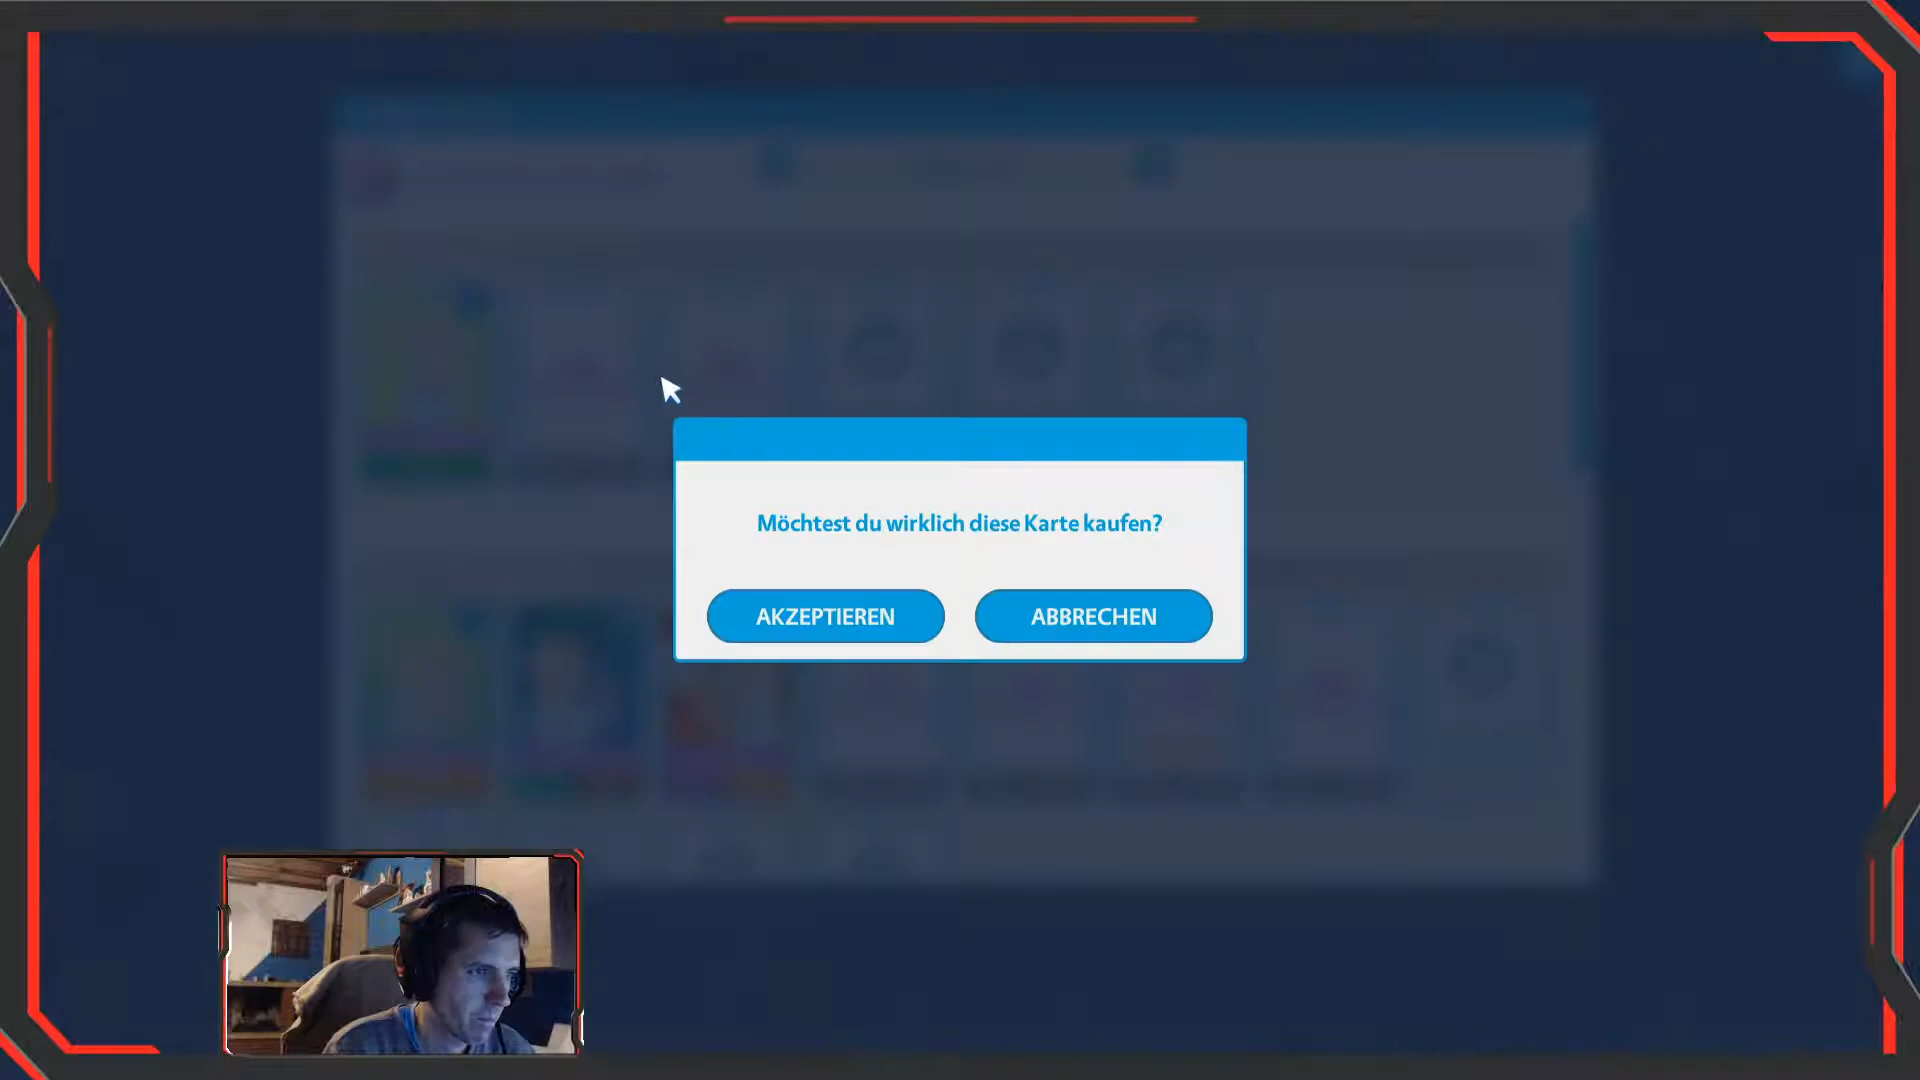 Möchtest du wirklich diese Karte kaufen?
AKZEPTIEREN
ABBRECHEN